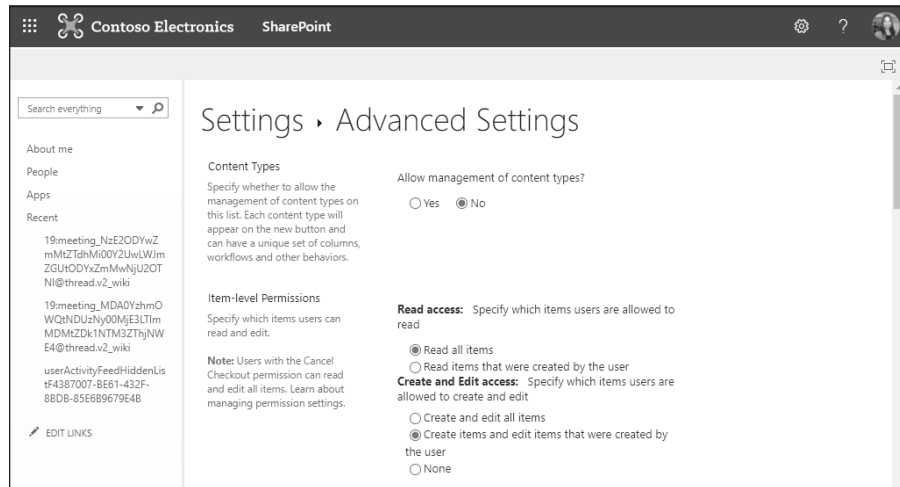 Contoso Electronics SharePoint ?
Search everything
About me
People
Apps
Recent
19:meeting_NzE2ODYwZ
mMtZTdhMi00Y2UwLWJm
ZGUtODYxZmMwNjU2OT
NI@thread.v2_wiki
19:meeting_MDA0YzhmO
WQtNDUzNy00MjE3LTlm
MDMtZDk1NTM3ZThjNW
E4@thread.v2_wiki
userActivityFeedHiddenLis
tF4387007-BE61-432F-
8BDB-85E6B9679E4B
EDIT LINKS
Settings ▸ Advanced Settings
Content Types
Specify whether to allow the
management of content types on
this list. Each content type will
appear on the new button and
can have a unique set of columns,
workflows and other behaviors.
Allow management of content types?
Yes No
Item-level Permissions
Specify which items users can
read and edit.
Note: Users with the Cancel
Checkout permission can read
and edit all items. Learn about
managing permission settings.
Read access: Specify which items users are allowed to
read
Read all items
Read items that were created by the user
Create and Edit access: Specify which items users are
allowed to create and edit
Create and edit all items
Create items and edit items that were created by
the user
None